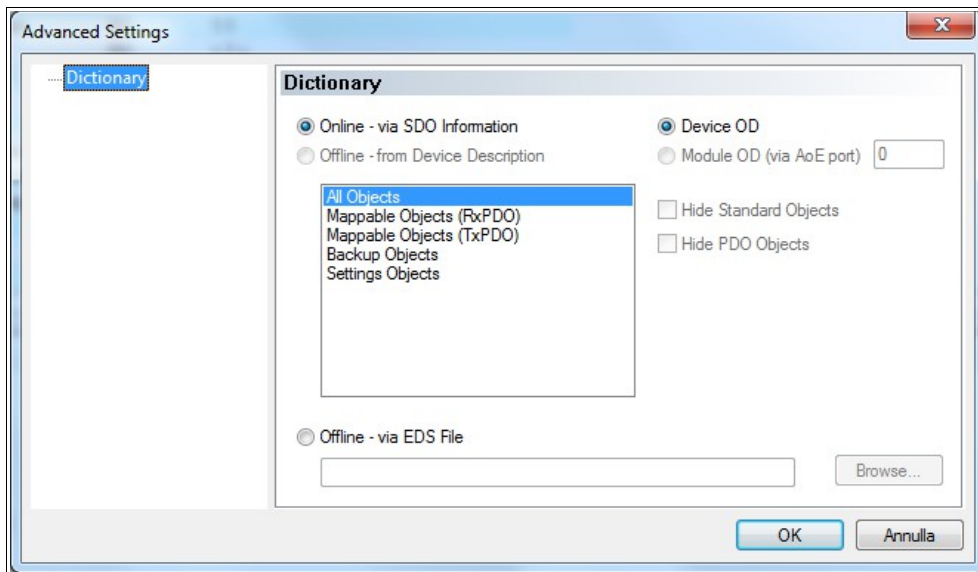 Advanced Settings
Dictionary
Dictionary
Online - via SDO Information
Device OD
Offline - from Device Description
Module OD (via AoE port)
0
All Objects
Mappable Objects (RxPDO)
Mappable Objects (TxPDO)
Backup Objects
Settings Objects
Hide Standard Objects
Hide PDO Objects
Offline - via EDS File
Browse...
OK
Annulla